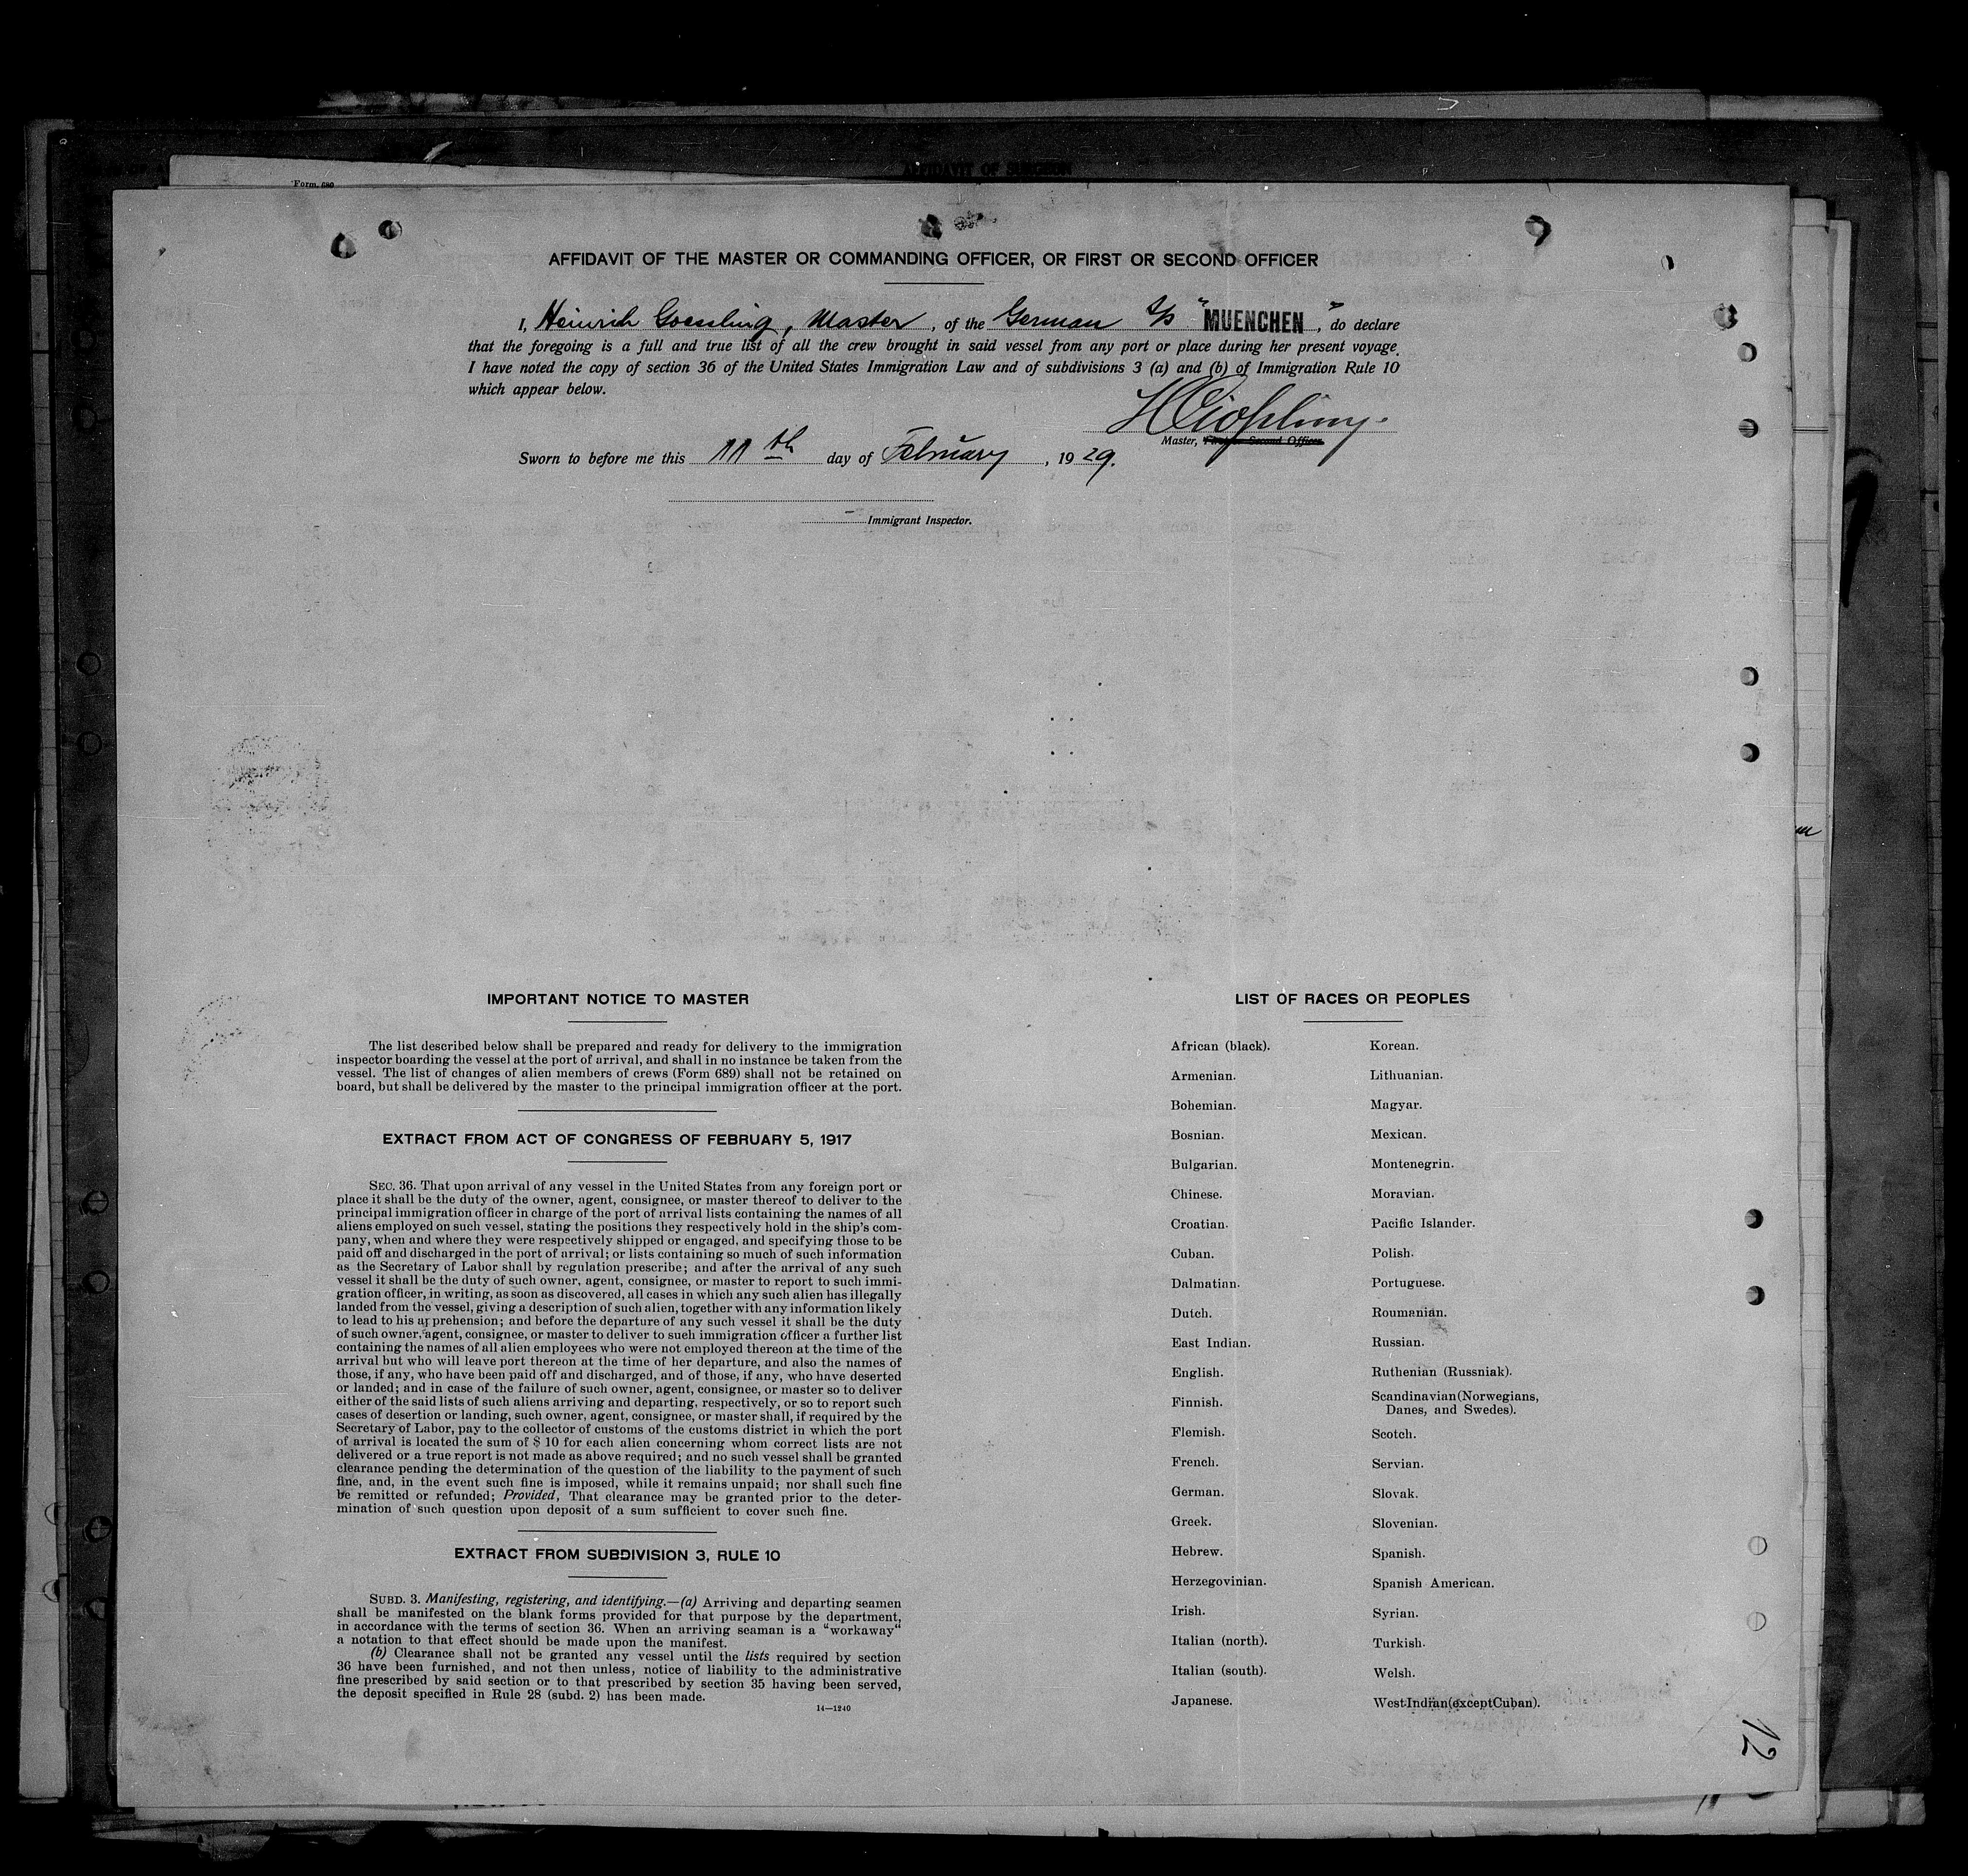 AFFIDAVIT OF SURGEON
Form 680
AFFIDAVIT OF THE MASTER OR COMMANDING OFFICER, OR FIRST OR SECOND OFFICER
I, Heinrich Goessling, Master, of the German S/S "MUENCHEN", do declare
that the foregoing is a full and true list of all the crew brought in said vessel from any port or place during her present voyage.
I have noted the copy of section 36 of the United States Immigration Law and of subdivisions 3 (a) and (b) of Immigration Rule 10
which appear below.
Master, First or Second Officer.
Sworn to before me this 11th day of February, 1929.
Immigrant Inspector.
IMPORTANT NOTICE TO MASTER
The list described below shall be prepared and ready for delivery to the immigration
inspector boarding the vessel at the port of arrival, and shall in no instance be taken from the
vessel. The list of changes of alien members of crews (Form 689) shall not be retained on
board, but shall be delivered by the master to the principal immigration officer at the port.
EXTRACT FROM ACT OF CONGRESS OF FEBRUARY 5, 1917
SEC. 36. That upon arrival of any vessel in the United States from any foreign port or
place it shall be the duty of the owner, agent, consignee, or master thereof to deliver to the
principal immigration officer in charge of the port of arrival lists containing the names of all
aliens employed on such vessel, stating the positions they respectively hold in the ship's com-
pany, when and where they were respectively shipped or engaged, and specifying those to be
paid off and discharged in the port of arrival; or lists containing so much of such information
as the Secretary of Labor shall by regulation prescribe; and after the arrival of any such
vessel it shall be the duty of such owner, agent, consignee, or master to report to such immi-
gration officer, in writing, as soon as discovered, all cases in which any such alien has illegally
landed from the vessel, giving a description of such alien, together with any information likely
to lead to his apprehension; and before the departure of any such vessel it shall be the duty
of such owner, agent, consignee, or master to deliver to such immigration officer a further list
containing the names of all alien employees who were not employed thereon at the time of the
arrival but who will leave port thereon at the time of her departure, and also the names of
those, if any, who have been paid off and discharged, and of those, if any, who have deserted
or landed; and in case of the failure of such owner, agent, consignee, or master so to deliver
either of the said lists of such aliens arriving and departing, respectively, or so to report such
cases of desertion or landing, such owner, agent, consignee, or master shall, if required by the
Secretary of Labor, pay to the collector of customs of the customs district in which the port
of arrival is located the sum of $ 10 for each alien concerning whom correct lists are not
delivered or a true report is not made as above required; and no such vessel shall be granted
clearance pending the determination of the question of the liability to the payment of such
fine, and, in the event such fine is imposed, while it remains unpaid; nor shall such fine
be remitted or refunded; Provided, That clearance may be granted prior to the deter-
mination of such question upon deposit of a sum sufficient to cover such fine.
EXTRACT FROM SUBDIVISION 3, RULE 10
SUBD. 3. Manifesting, registering, and identifying.—(a) Arriving and departing seamen
shall be manifested on the blank forms provided for that purpose by the department,
in accordance with the terms of section 36. When an arriving seaman is a "workaway"
a notation to that effect should be made upon the manifest.
(b) Clearance shall not be granted any vessel until the lists required by section
36 have been furnished, and not then unless, notice of liability to the administrative
fine prescribed by said section or to that prescribed by section 35 having been served,
the deposit specified in Rule 28 (subd. 2) has been made.
14—1240
LIST OF RACES OR PEOPLES
African (black).
Armenian.
Bohemian.
Bosnian.
Bulgarian.
Chinese.
Croatian.
Cuban.
Dalmatian.
Dutch.
East Indian.
English.
Finnish.
Flemish.
French.
German.
Greek.
Hebrew.
Herzegovinian.
Irish.
Italian (north).
Italian (south).
Japanese.
Korean.
Lithuanian.
Magyar.
Mexican.
Montenegrin.
Moravian.
Pacific Islander.
Polish.
Portuguese.
Roumanian.
Russian.
Ruthenian (Russniak).
Scandinavian (Norwegians,
Danes, and Swedes).
Scotch.
Servian.
Slovak.
Slovenian.
Spanish.
Spanish American.
Syrian.
Turkish.
Welsh.
West Indian (except Cuban).
12